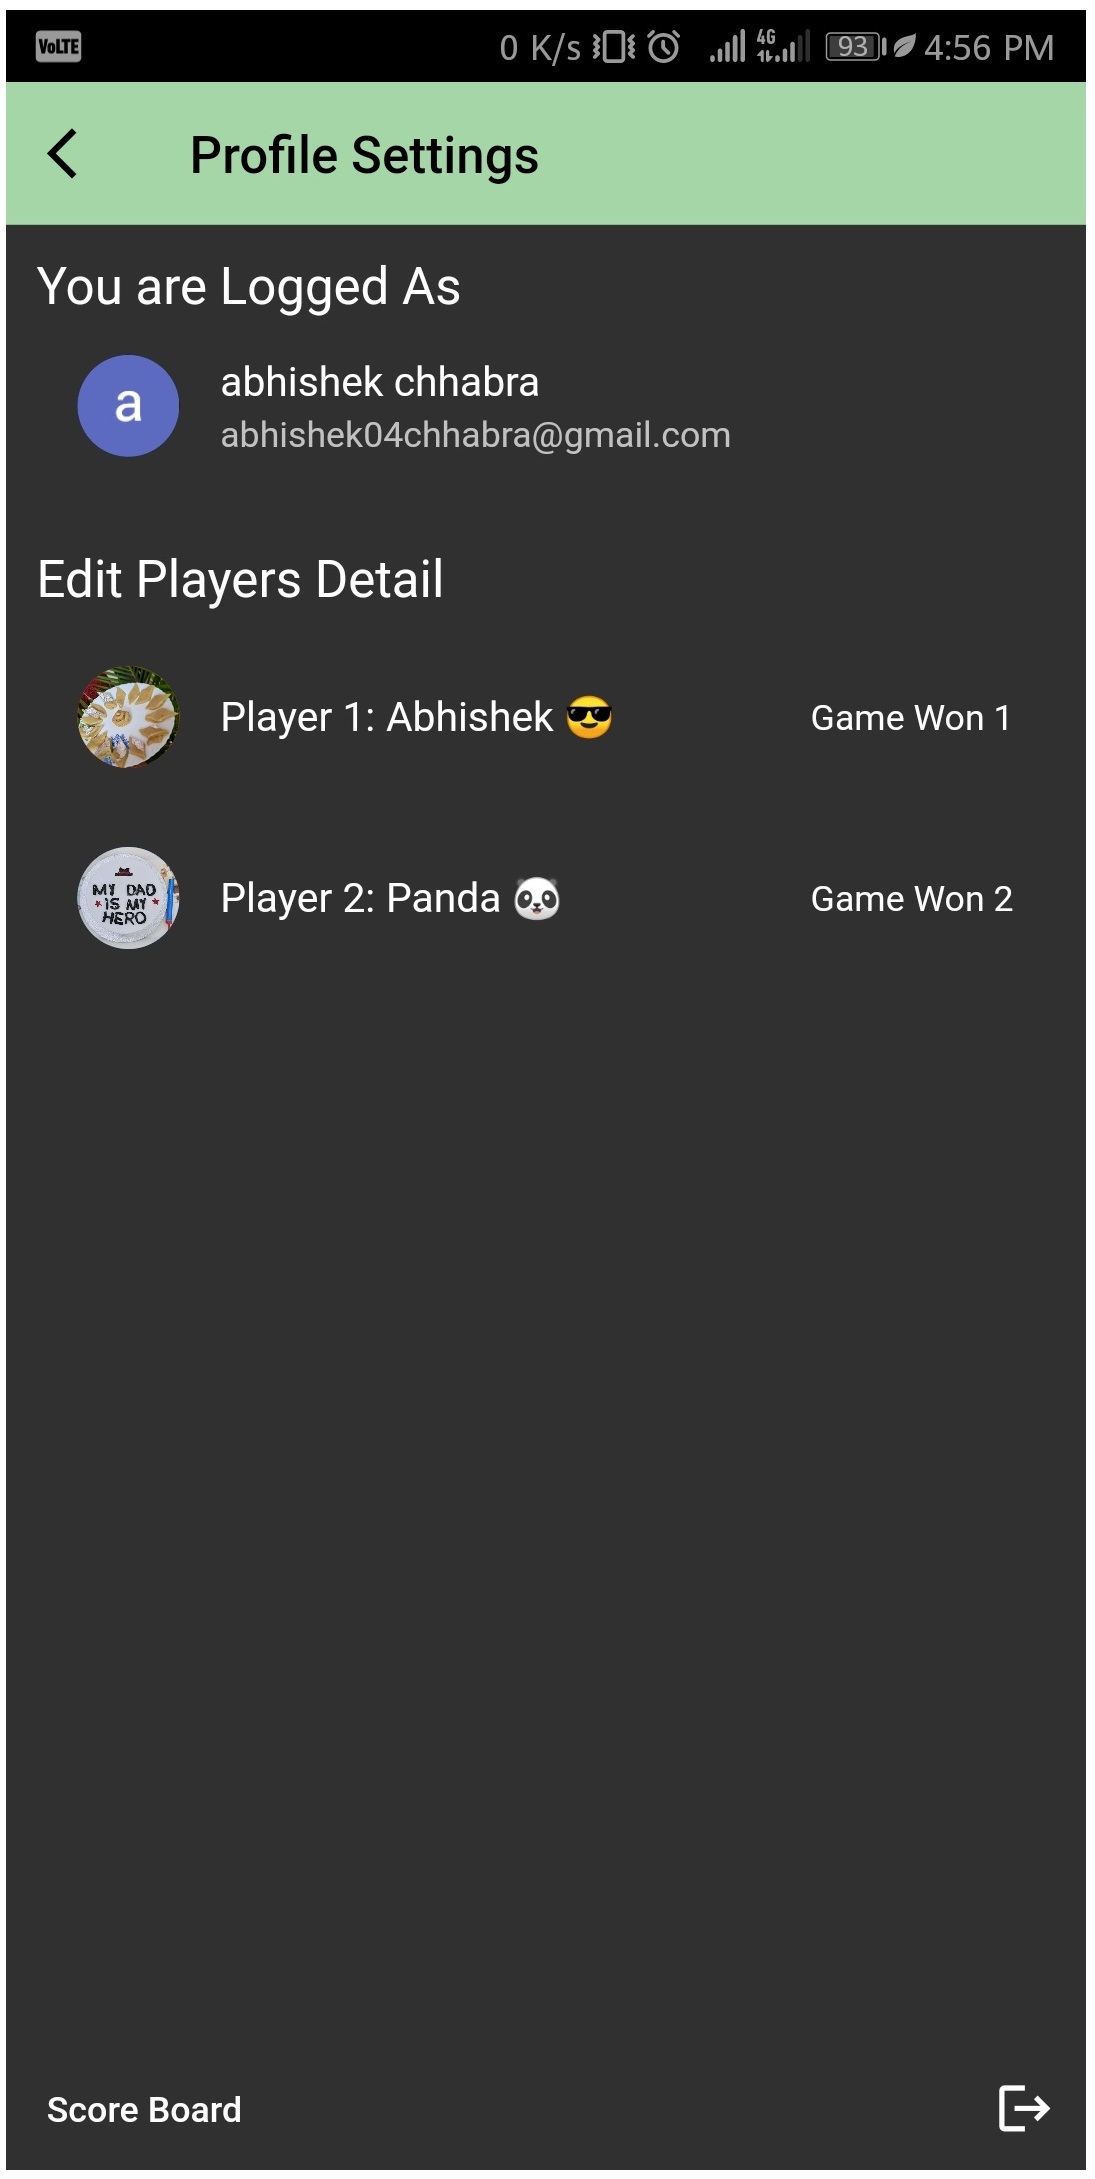 VoLTE 0 K/s 4G 93 4:56 PM
Profile Settings
You are Logged As
a
abhishek chhabra
abhishek04chhabra@gmail.com
Edit Players Detail
Player 1: Abhishek 😎 Game Won 1
MY DAD
IS MY
HERO
Player 2: Panda 🐼 Game Won 2
Score Board